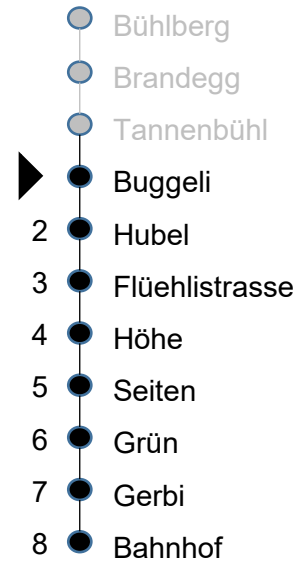 Bühlberg
Brandegg
Tannenbühl
Buggeli
2 Hubel
3 Flüehlistrasse
4 Höhe
5 Seiten
6 Grün
7 Gerbi
8 Bahnhof